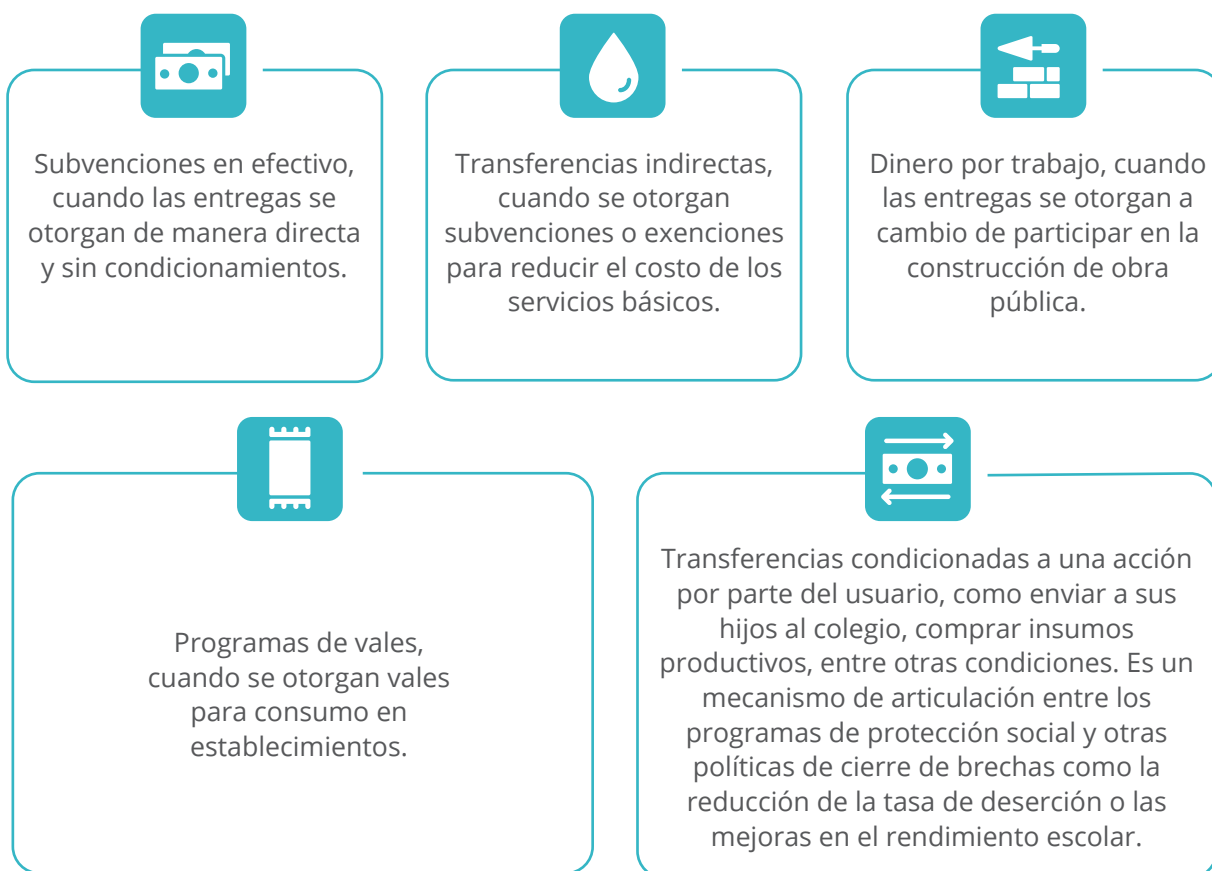 Subvenciones en efectivo,
cuando las entregas se
otorgan de manera directa
y sin condicionamientos.
Transferencias indirectas,
cuando se otorgan
subvenciones o exenciones
para reducir el costo de los
servicios básicos.
Dinero por trabajo, cuando
las entregas se otorgan a
cambio de participar en la
construcción de obra
pública.
Programas de vales,
cuando se otorgan vales
para consumo en
establecimientos.
Transferencias condicionadas a una acción
por parte del usuario, como enviar a sus
hijos al colegio, comprar insumos
productivos, entre otras condiciones. Es un
mecanismo de articulación entre los
programas de protección social y otras
políticas de cierre de brechas como la
reducción de la tasa de deserción o las
mejoras en el rendimiento escolar.